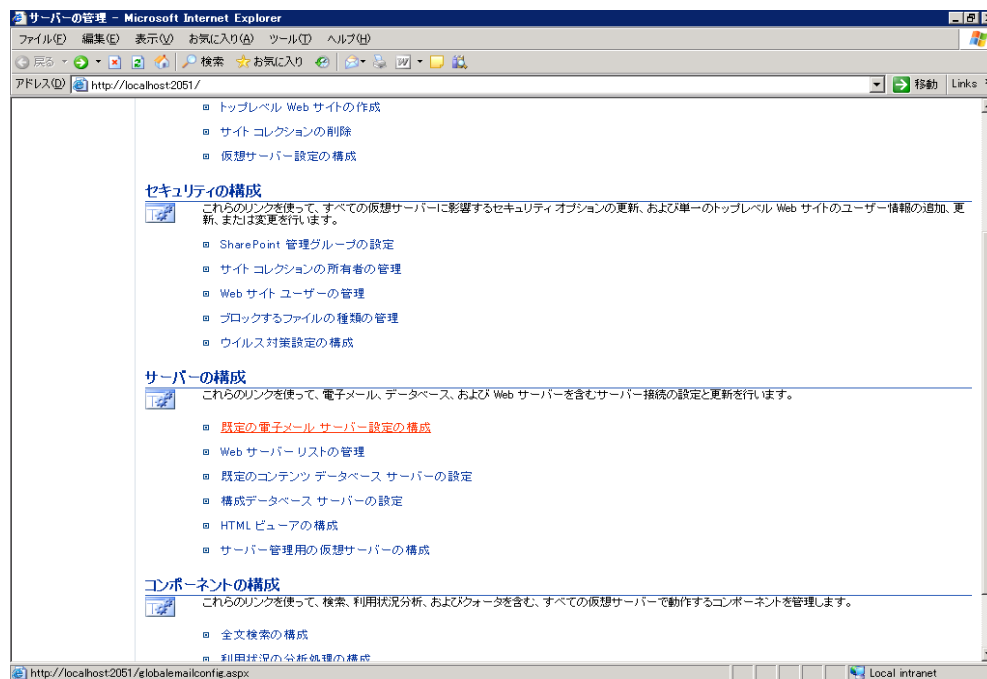 サーバーの管理 - Microsoft Internet Explorer
ファイル(F) 編集(E) 表示(V) お気に入り(A) ツール(T) ヘルプ(H)
戻る 検索 お気に入り
アドレス(D) http://localhost:2051/ 移動 Links
トップレベル Web サイトの作成
サイト コレクションの削除
仮想サーバー設定の構成
セキュリティの構成
これらのリンクを使って、すべての仮想サーバーに影響するセキュリティ オプションの更新、および単一のトップレベル Web サイトのユーザー情報の追加、更
新、または変更を行います。
SharePoint 管理グループの設定
サイト コレクションの所有者の管理
Web サイト ユーザーの管理
ブロックするファイルの種類の管理
ウイルス対策設定の構成
サーバーの構成
これらのリンクを使って、電子メール、データベース、および Web サーバーを含むサーバー接続の設定と更新を行います。
既定の電子メール サーバー設定の構成
Web サーバー リストの管理
既定のコンテンツ データベース サーバーの設定
構成データベース サーバーの設定
HTML ビューアの構成
サーバー管理用の仮想サーバーの構成
コンポーネントの構成
これらのリンクを使って、検索、利用状況分析、およびクォータを含む、すべての仮想サーバーで動作するコンポーネントを管理します。
全文検索の構成
利用状況の分析処理の構成
http://localhost:2051/globalemailconfig.aspx Local intranet